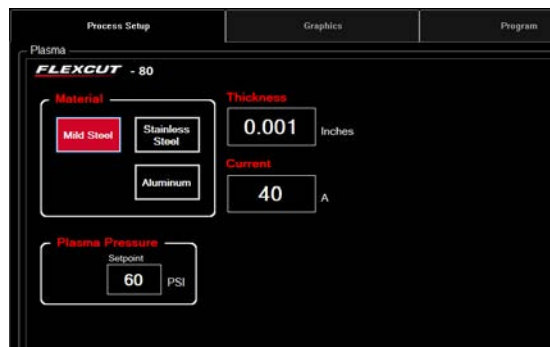 Process Setup
Graphics
Program
Plasma
FLEXCUT - 80
Material
Mild Steel
Stainless
Steel
Aluminum
Thickness
0.001 Inches
Current
40 A
Plasma Pressure
Setpoint
60 PSI